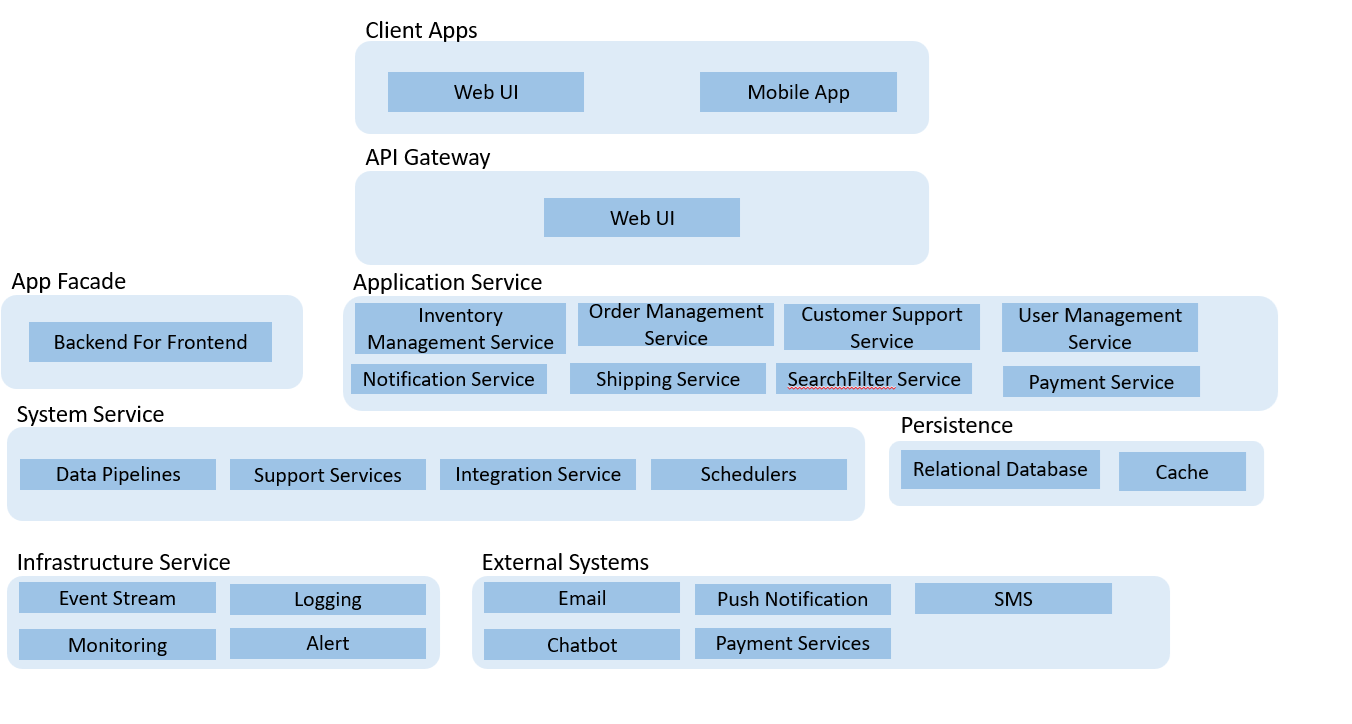 Client Apps
Web UI
Mobile App
API Gateway
Web UI
App Facade
Backend For Frontend
Application Service
Inventory
Management Service
Order Management
Service
Customer Support
Service
User Management
Service
Notification Service
Shipping Service
SearchFilter Service
Payment Service
System Service
Data Pipelines
Support Services
Integration Service
Schedulers
Persistence
Relational Database
Cache
Infrastructure Service
Event Stream
Logging
Monitoring
Alert
External Systems
Email
Push Notification
SMS
Chatbot
Payment Services